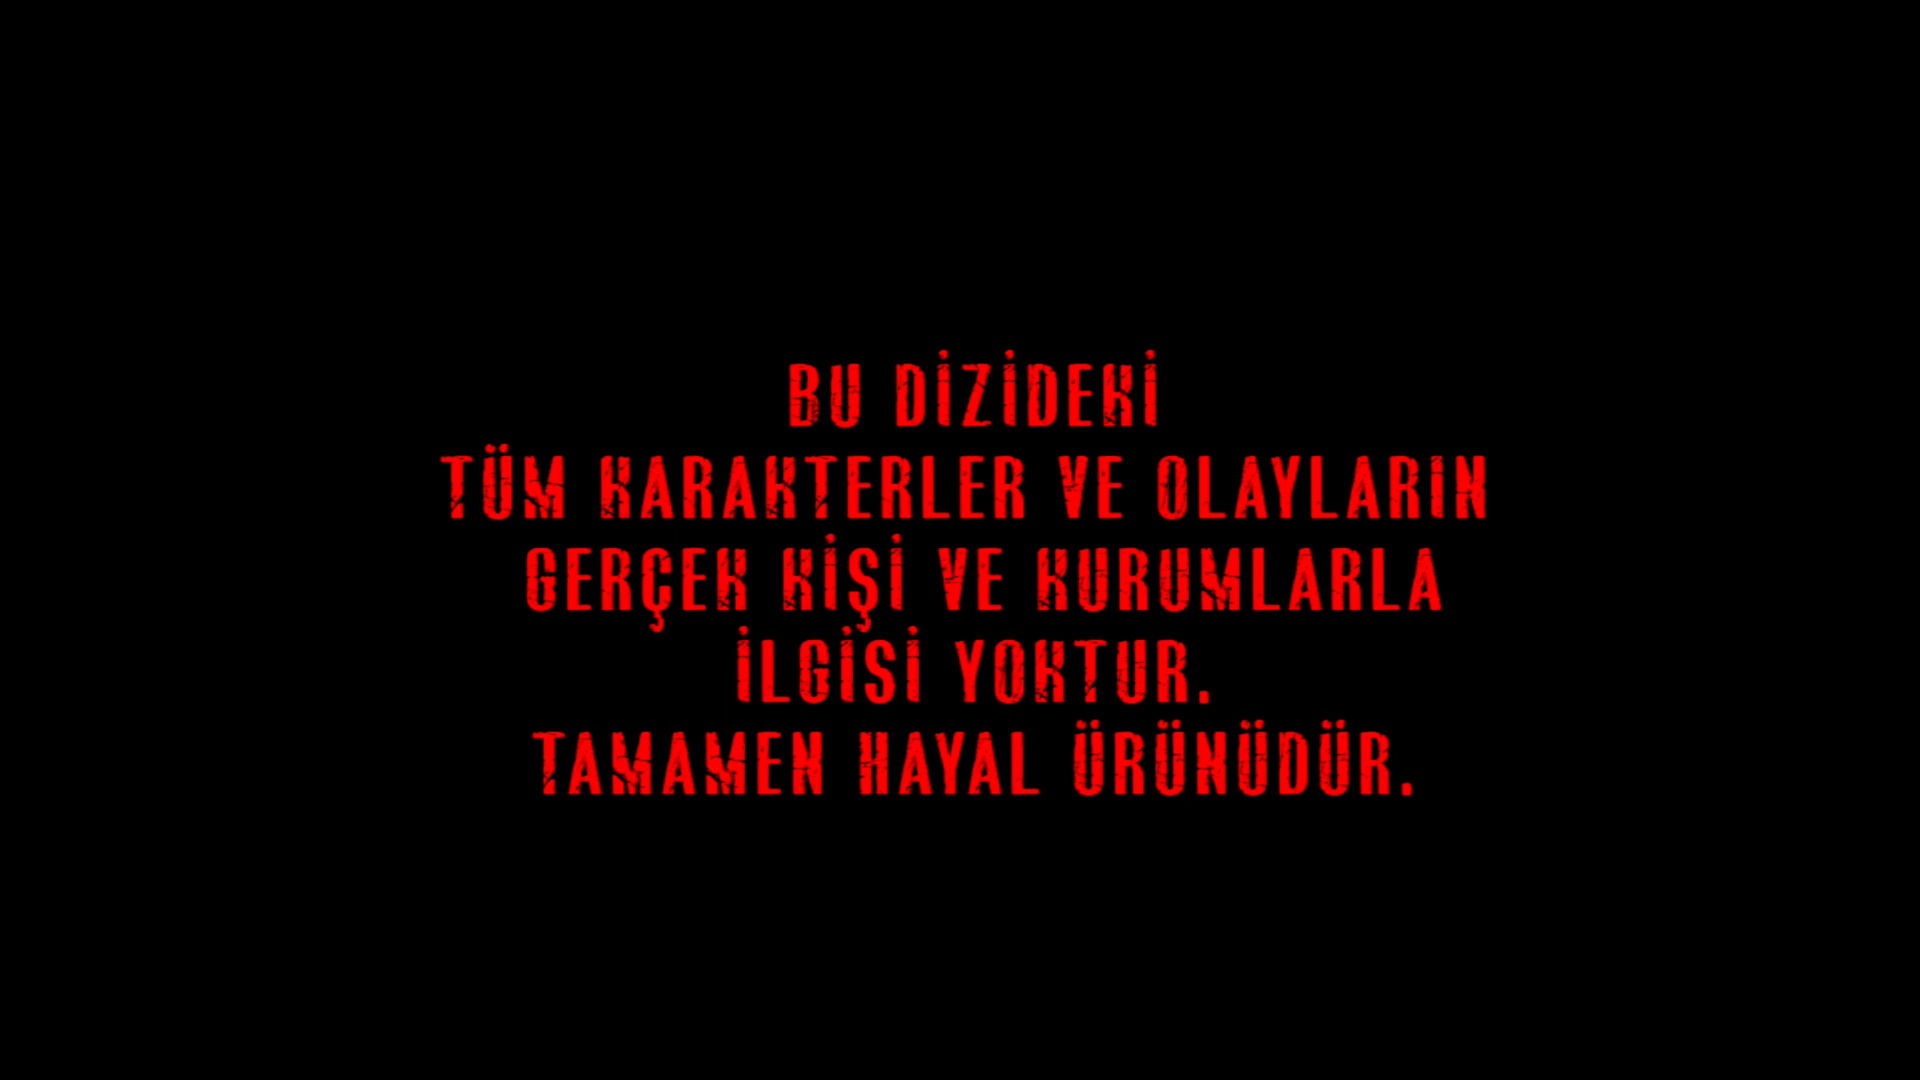 BU DİZİDEKİ
TÜM KARAKTERLER VE OLAYLARIN
GERÇEK KİŞİ VE KURUMLARLA
İLGİSİ YOKTUR.
TAMAMEN HAYAL ÜRÜNÜDÜR.